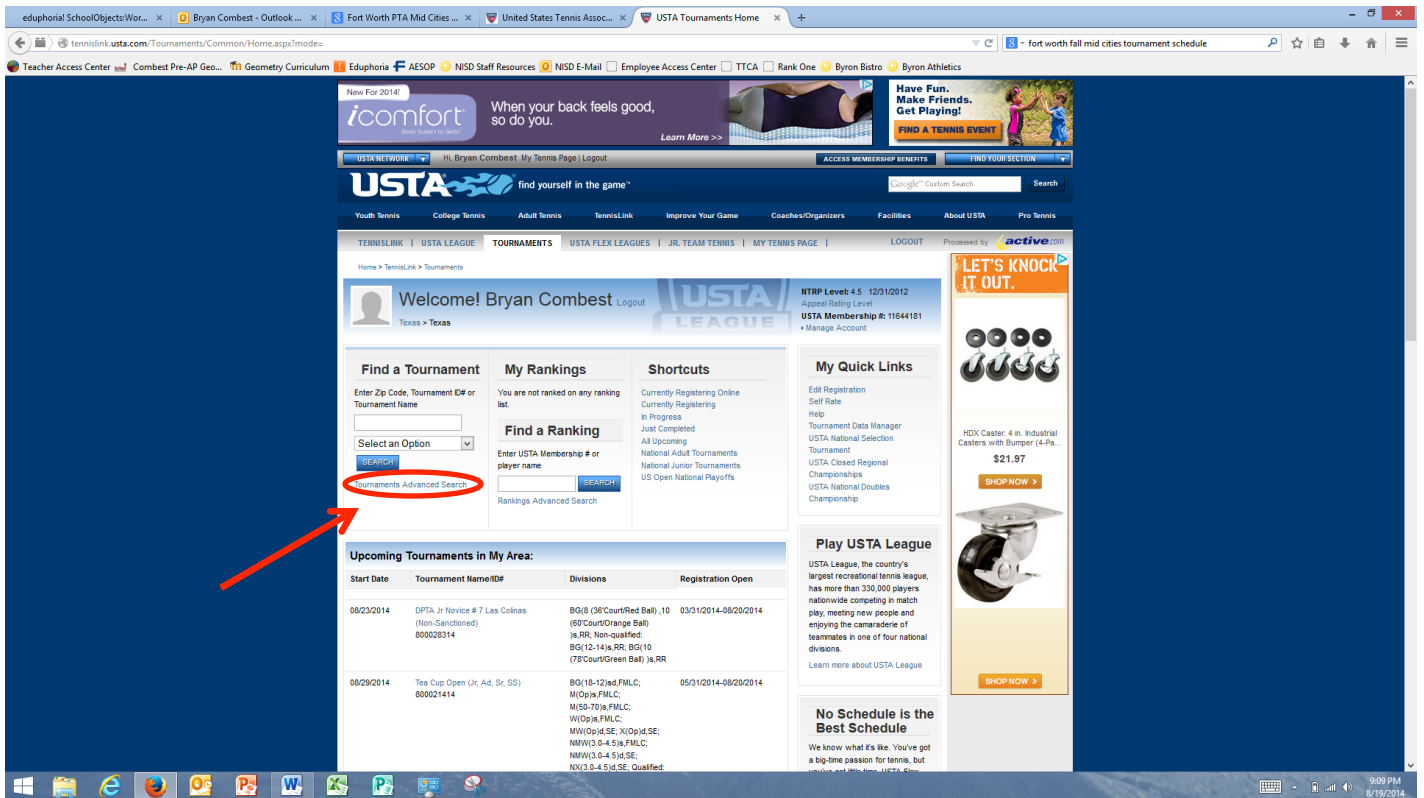 eduphoria! SchoolObjects:Wor...
Bryan Combest - Outlook ...
Fort Worth PTA Mid Cities ...
United States Tennis Assoc...
USTA Tournaments Home
tennislink.usta.com/Tournaments/Common/Home.aspx?mode=
fort worth fall mid cities tournament schedule
Teacher Access Center
Combest Pre-AP Geo...
Geometry Curriculum
Eduphoria
AESOP
NISD Staff Resources
NISD E-Mail
Employee Access Center
TTCA
Rank One
Byron Bistro
Byron Athletics
New For 2014!
icomfort
Sleep System by Serta
When your back feels good,
so do you.
Learn More >>
Have Fun.
Make Friends.
Get Playing!
FIND A TENNIS EVENT
USTA NETWORK
Hi, Bryan Combest My Tennis Page | Logout
ACCESS MEMBERSHIP BENEFITS
FIND YOUR SECTION
USTA find yourself in the game™
Google™ Custom Search
Search
Youth Tennis
College Tennis
Adult Tennis
TennisLink
Improve Your Game
Coaches/Organizers
Facilities
About USTA
Pro Tennis
TENNISLINK | USTA LEAGUE TOURNAMENTS USTA FLEX LEAGUES | JR. TEAM TENNIS | MY TENNIS PAGE | LOGOUT
Processed by active.com
Home > TennisLink > Tournaments
Welcome! Bryan Combest Logout
Texas > Texas
USTA
LEAGUE
NTRP Level: 4.5 12/31/2012
Appeal Rating Level
USTA Membership #: 11644181
Manage Account
Find a Tournament
Enter Zip Code, Tournament ID# or
Tournament Name
Select an Option
SEARCH
Tournaments Advanced Search
My Rankings
You are not ranked on any ranking
list.
Find a Ranking
Enter USTA Membership # or
player name
SEARCH
Rankings Advanced Search
Shortcuts
Currently Registering Online
Currently Registering
In Progress
Just Completed
All Upcoming
National Adult Tournaments
National Junior Tournaments
US Open National Playoffs
My Quick Links
Edit Registration
Self Rate
Help
Tournament Data Manager
USTA National Selection
Tournament
USTA Closed Regional
Championships
USTA National Doubles
Championship
Upcoming Tournaments in My Area:
Start Date
Tournament Name/ID#
Divisions
Registration Open
08/23/2014
DPTA Jr Novice # 7 Las Colinas
(Non-Sanctioned)
800028314
BG(8 (36'Court/Red Ball) ,10
(60'Court/Orange
Ball)
)s,RR; Non-qualified:
BG(12-14)s,RR; BG(10
(78'Court/Green Ball) )s,RR
03/31/2014-08/20/2014
08/29/2014
Tea Cup Open (Jr, Ad, Sr, SS)
800021414
BG(18-12)sd,FMLC;
M(Op)s,FMLC;
M(50-70)s,FMLC;
W(Op)s,FMLC;
MW(Op)d,SE; X(Op)d,SE;
NMW(3.0-4.5)s,FMLC;
NMW(3.0-4.5)d,SE;
NX(3.0-4.5)d,SE; Qualified:
05/31/2014-08/20/2014
Play USTA League
USTA League, the country's
largest recreational tennis league,
has more than 330,000 players
nationwide competing in match
play, meeting new people and
enjoying the camaraderie of
teammates in one of four national
divisions.
Learn more about USTA League
No Schedule is the
Best Schedule
We know what it's like. You've got
a big-time passion for tennis, but
you've got little time. USTA Flex
LET'S KNOCK
IT OUT.
HDX Caster. 4 in. Industrial
Casters with Bumper (4-Pa...
$21.97
SHOP NOW >
SHOP NOW >
9:09 PM
8/19/2014